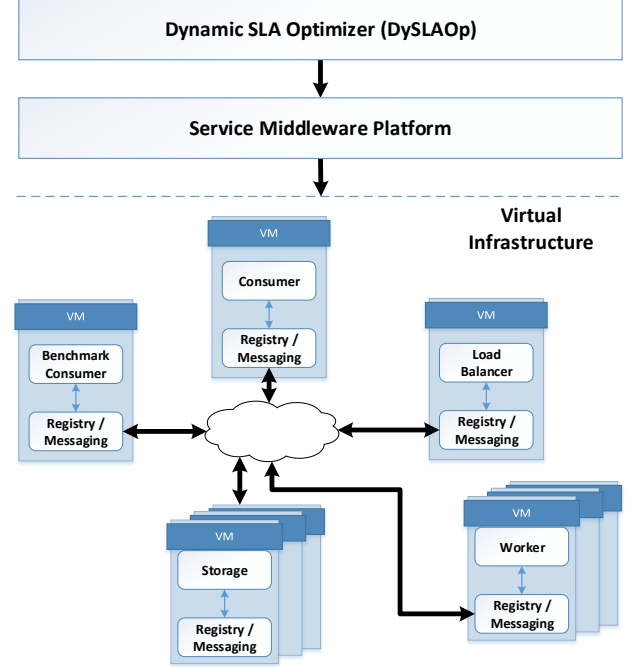 Dynamic SLA Optimizer (DySLAOp)
Service Middleware Platform
Virtual
Infrastructure
VM
Consumer
Registry /
Messaging
VM
Benchmark
Consumer
Registry /
Messaging
VM
Load
Balancer
Registry /
Messaging
VM
Storage
Registry /
Messaging
VM
Worker
Registry /
Messaging